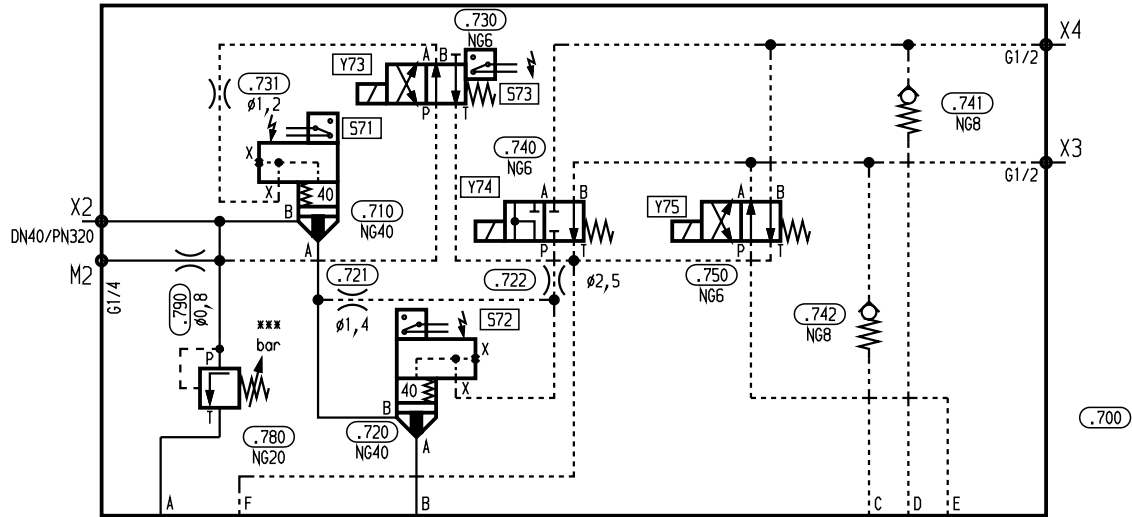 .730
NG6
X4
G1/2
Y73
A
B
.731
ø1,2
S73
.741
NG8
P
T
S71
.740
NG6
X3
G1/2
X
X
40
Y74
A
B
Y75
A
B
X2
B
.710
NG40
DN40/PN320
A
P
T
P
T
M2
.721
.722
ø2,5
.750
NG6
G1/4
.790
ø0,8
ø1,4
S72
.742
NG8
***
bar
X
P
40
X
T
B
.700
.780
NG20
.720
NG40
A
A
F
B
C
D
E